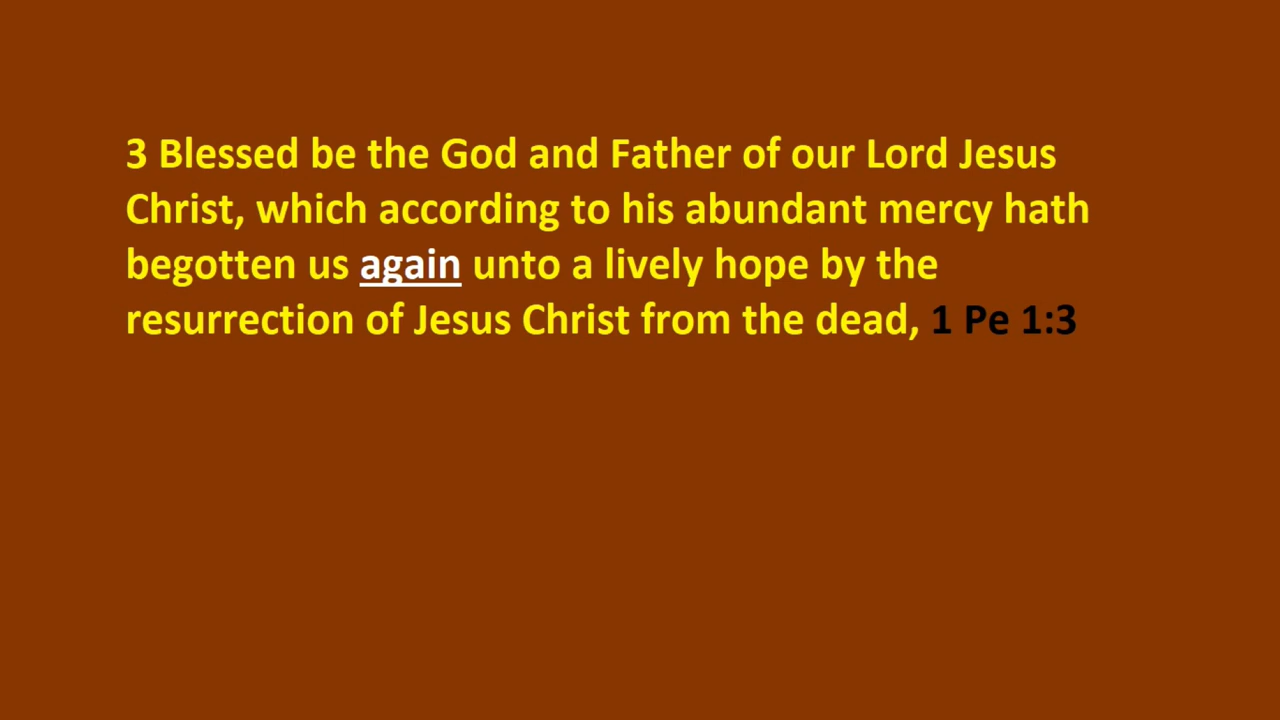 3 Blessed be the God and Father of our Lord Jesus
Christ, which according to his abundant mercy hath
begotten us again unto a lively hope by the
resurrection of Jesus Christ from the dead, 1 Pe 1:3